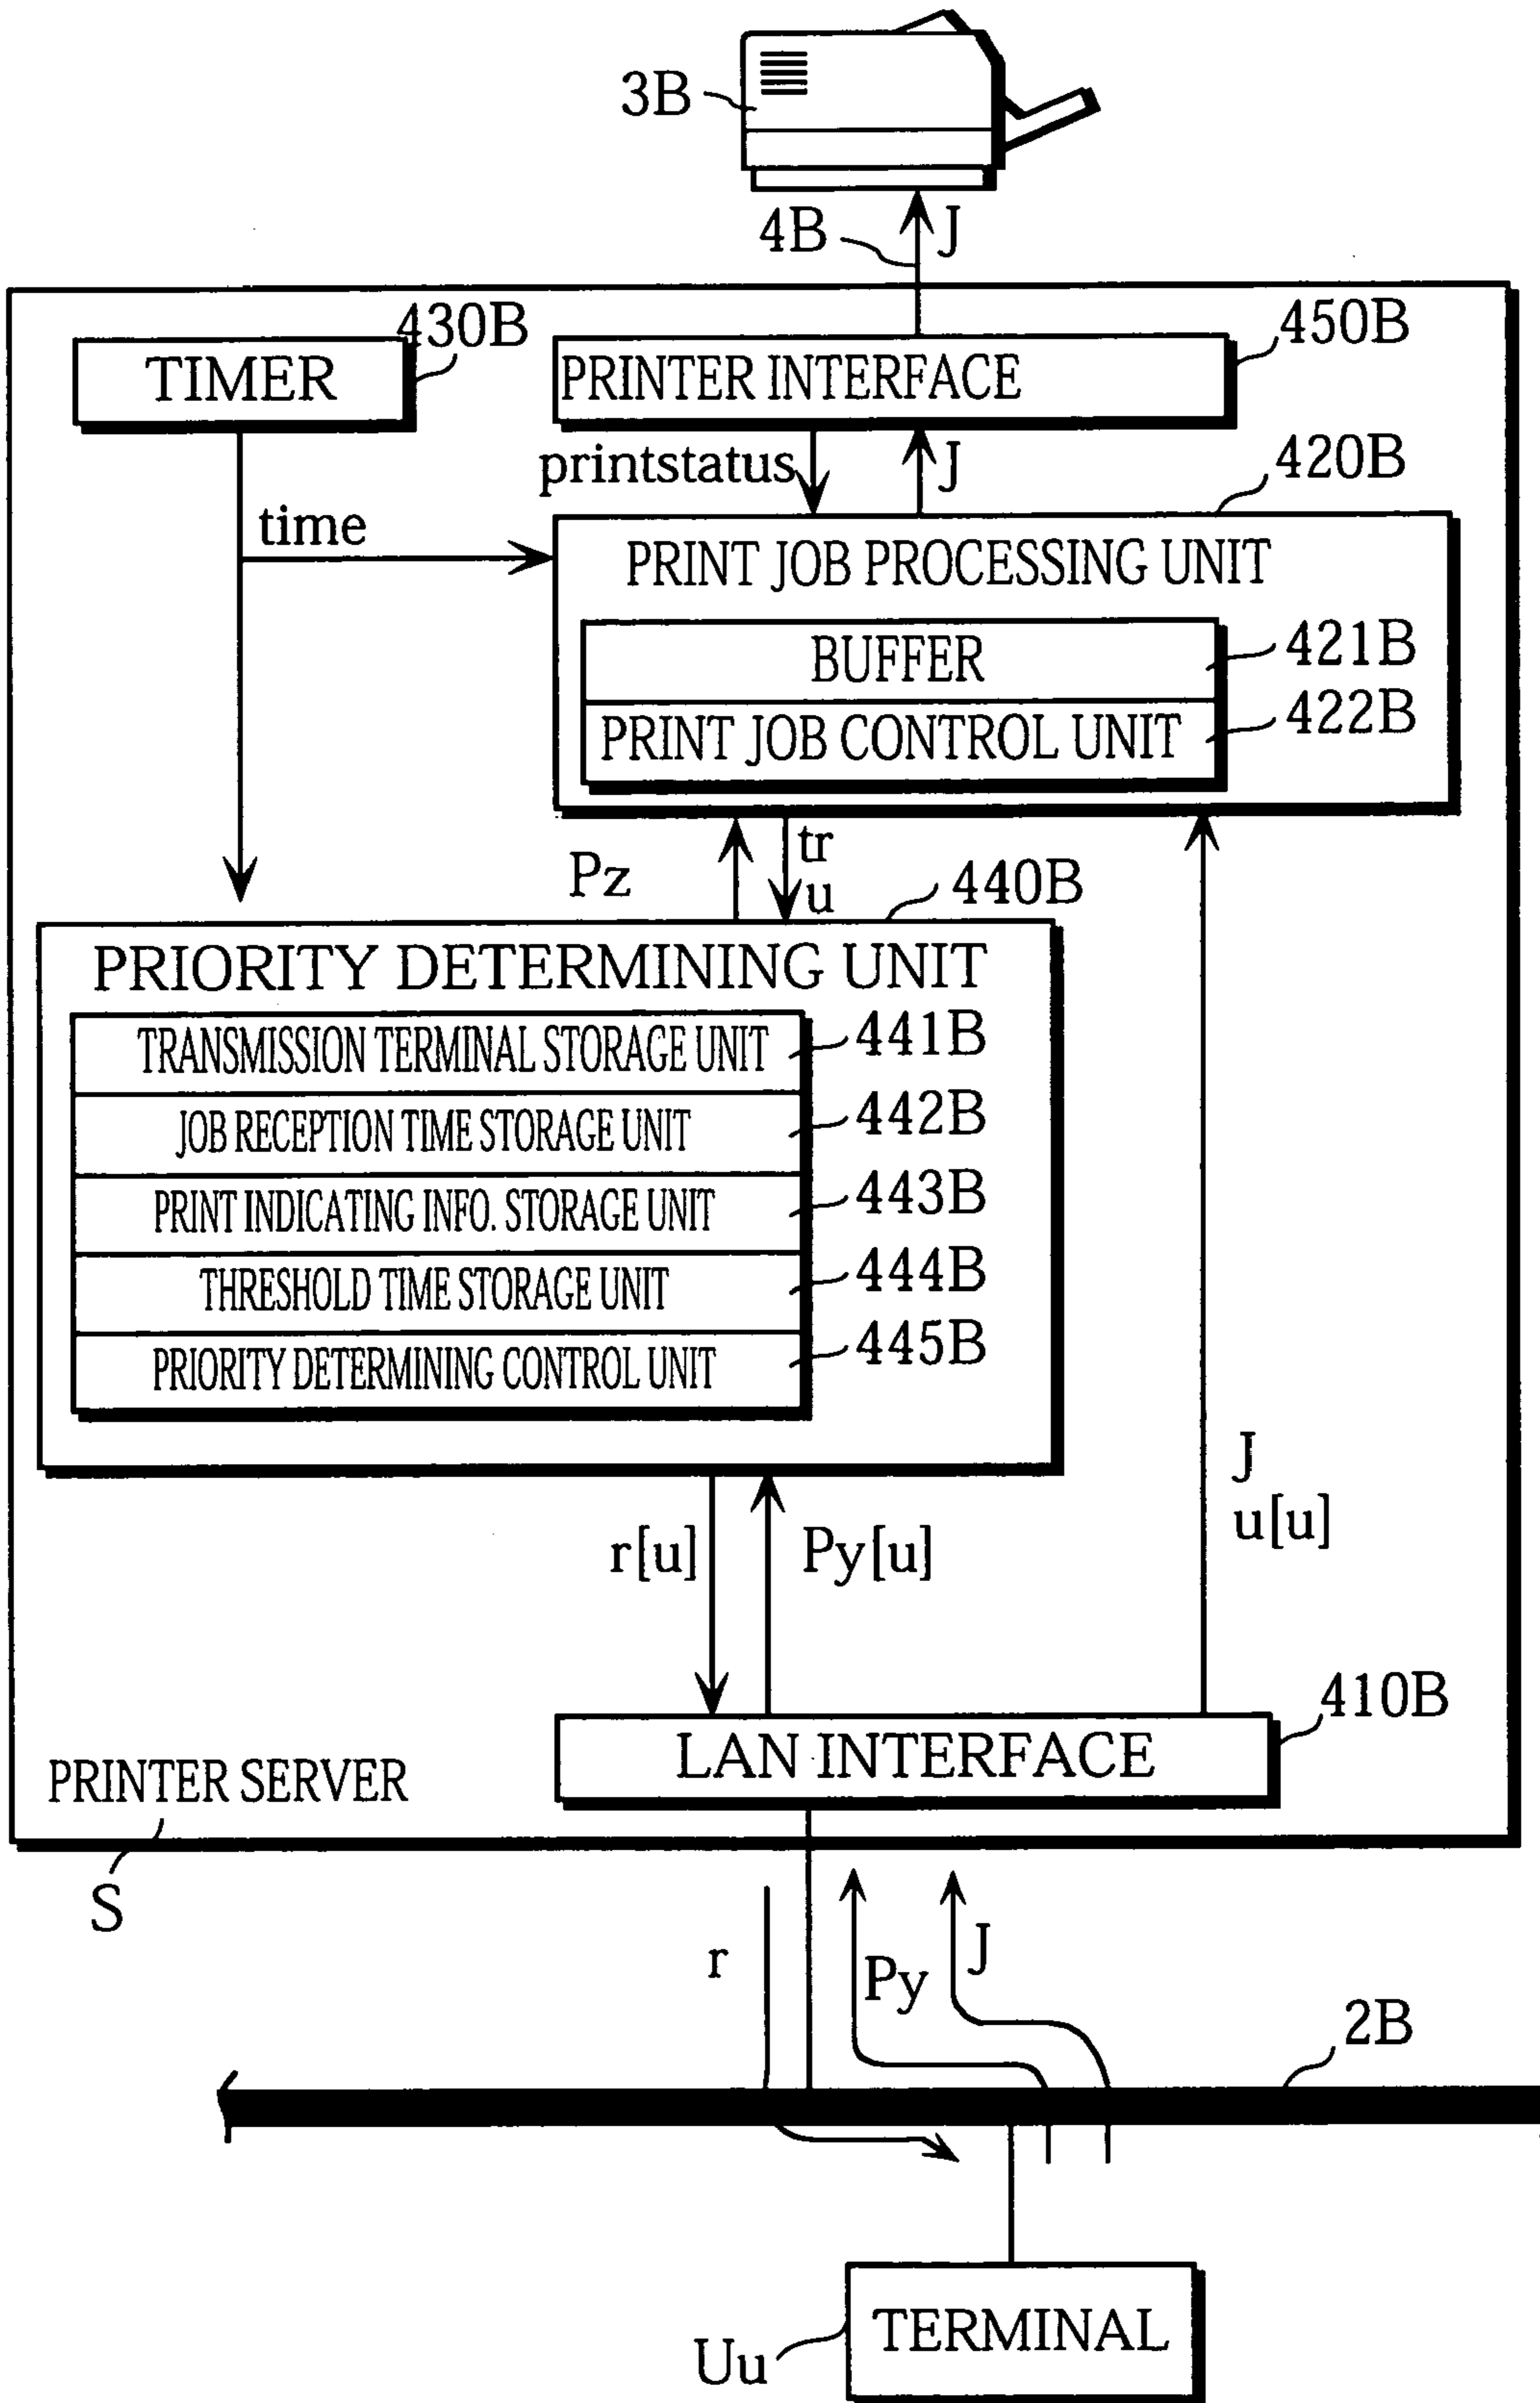 3B
4B
J
430B
450B
TIMER
PRINTER INTERFACE
printstatus
J
420B
time
PRINT JOB PROCESSING UNIT
BUFFER
421B
PRINT JOB CONTROL UNIT
422B
Pz
tr
u
440B
PRIORITY DETERMINING UNIT
TRANSMISSION TERMINAL STORAGE UNIT
441B
JOB RECEPTION TIME STORAGE UNIT
442B
PRINT INDICATING INFO. STORAGE UNIT
443B
THRESHOLD TIME STORAGE UNIT
444B
PRIORITY DETERMINING CONTROL UNIT
445B
J
u[u]
r[u]
Py[u]
410B
LAN INTERFACE
PRINTER SERVER
S
r
Py
J
2B
TERMINAL
Uu